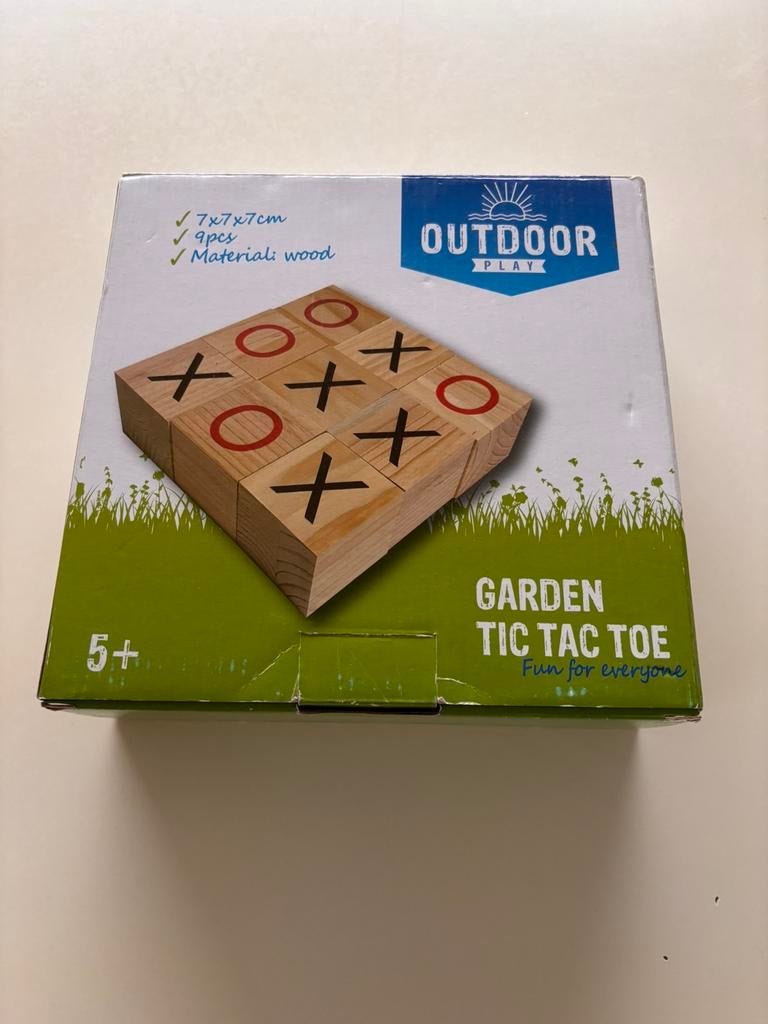 ✓ 7x7x7cm
✓ 9pcs
✓ Material: wood
OUTDOOR
PLAY
O
O X
X X O
O X
X
GARDEN
TIC TAC TOE
Fun for everyone
5+